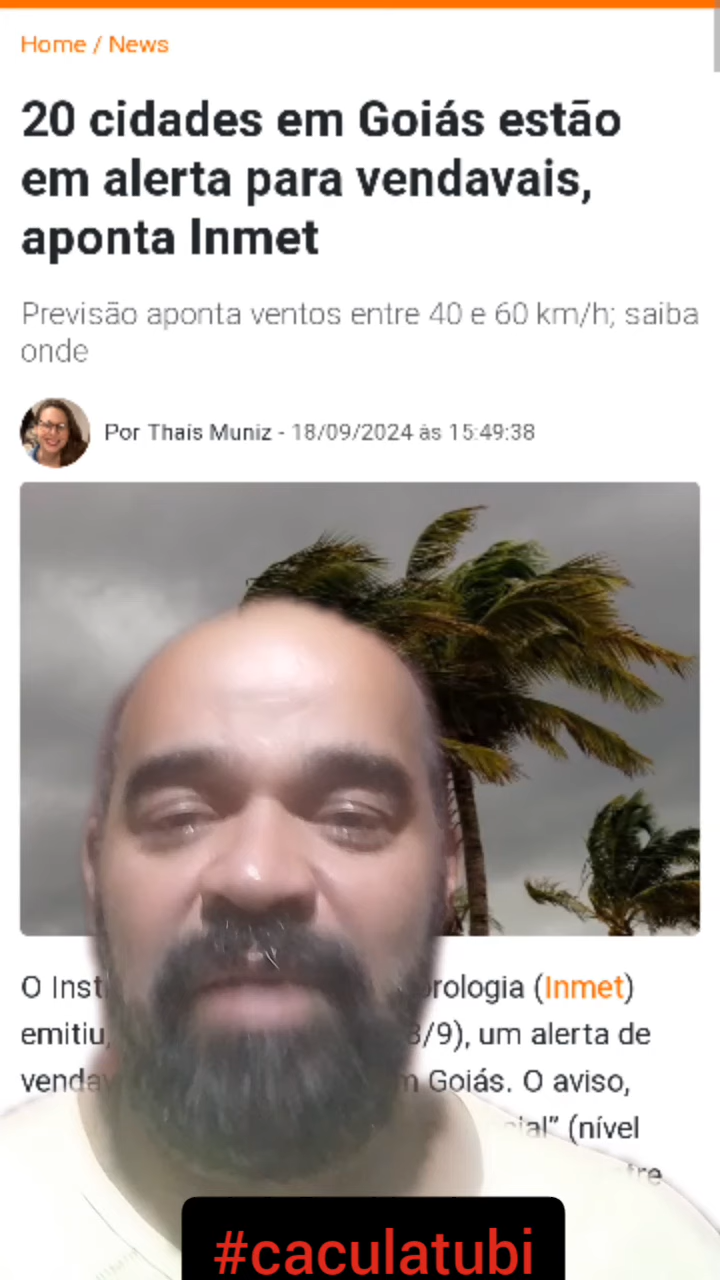 Home / News
20 cidades em Goiás estão
em alerta para vendavais,
aponta Inmet
Previsão aponta ventos entre 40 e 60 km/h; saiba
onde
Por Thaís Muniz - 18/09/2024 às 15:49:38
O Inst rologia (Inmet)
emitiu, /9), um alerta de
Goiás. O aviso,
(nível
#caculatubi